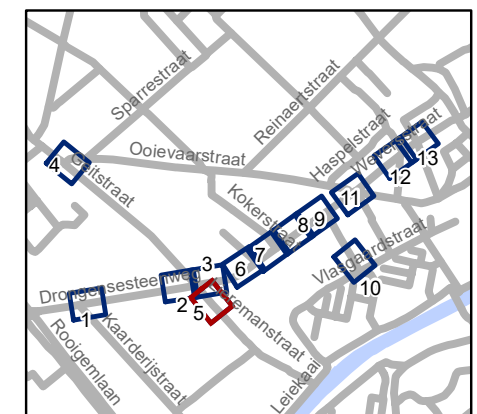 Sparrestraat
Reinaertstraat
Haspelstraat
Weversstraat
13
12
4
Geitstraat
Ooievaarstraat
Kokerstraat
11
9
8
7
6
3
Vlasgaardstraat
10
Drongensesteenweg
2
5
1
Rooigemlaan
Kaarderijstraat
Leiekaai